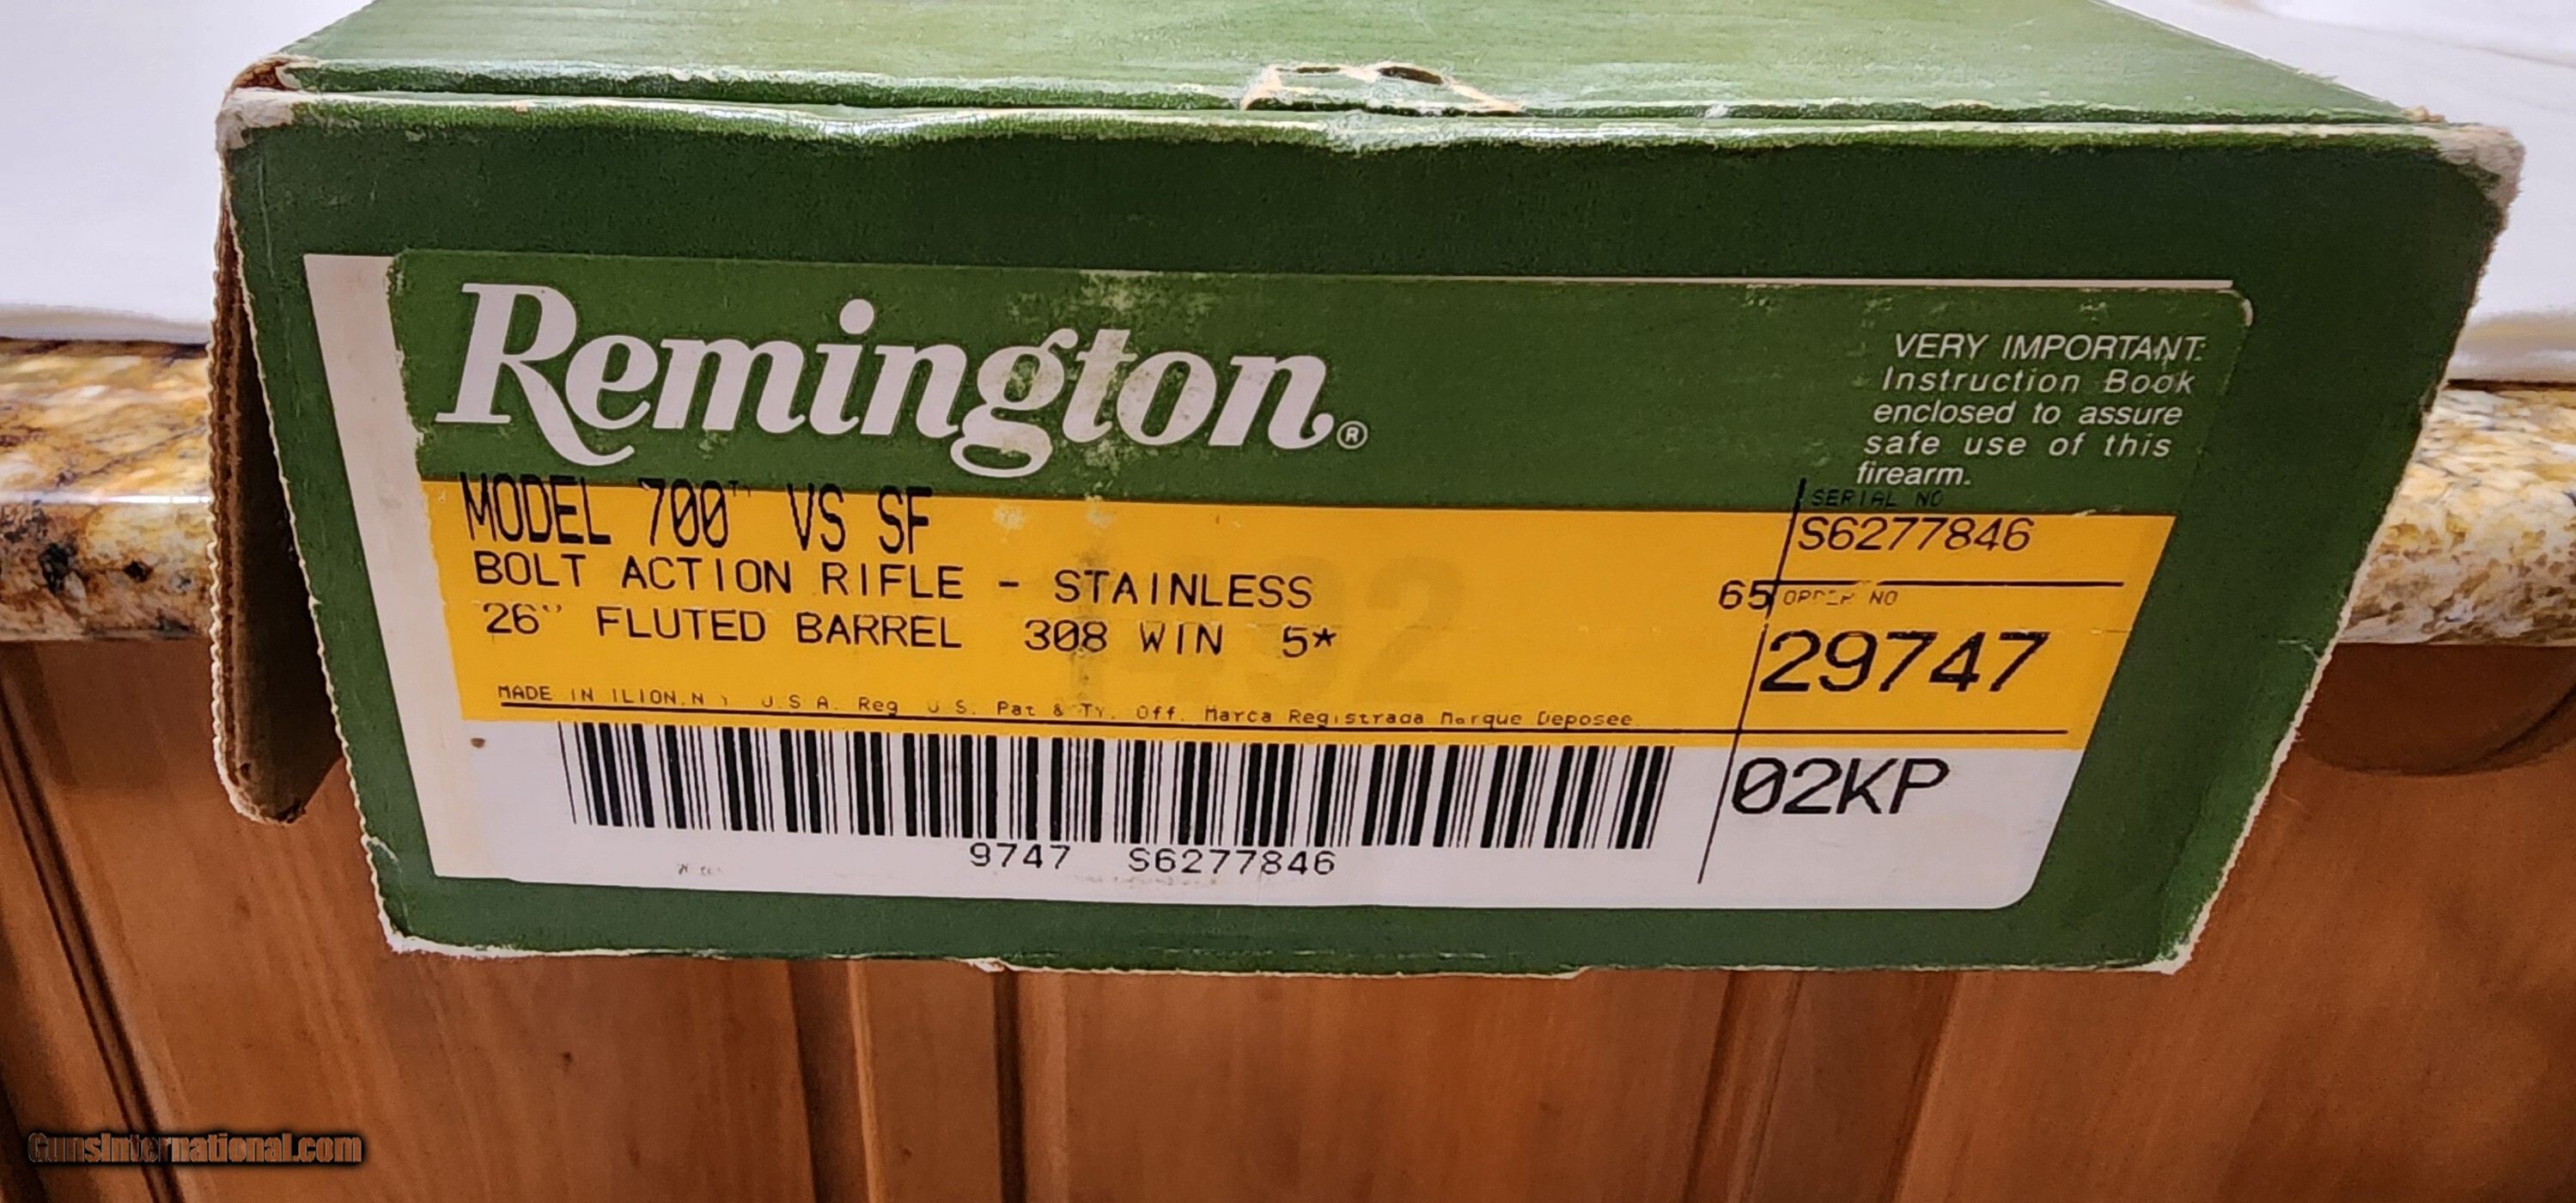 Remington®
VERY IMPORTANT:
Instruction Book
enclosed to assure
safe use of this
firearm.
MODEL 700™ VS SF
SERIAL NO
S6277846
BOLT ACTION RIFLE - STAINLESS
26" FLUTED BARREL 308 WIN 5*
65
NO
29747
MADE IN ILION, N U.S.A. Reg U.S. Pat & Off. Marca Registrada Marque Deposee
02KP
9747 S6277846
GunsInternational.com